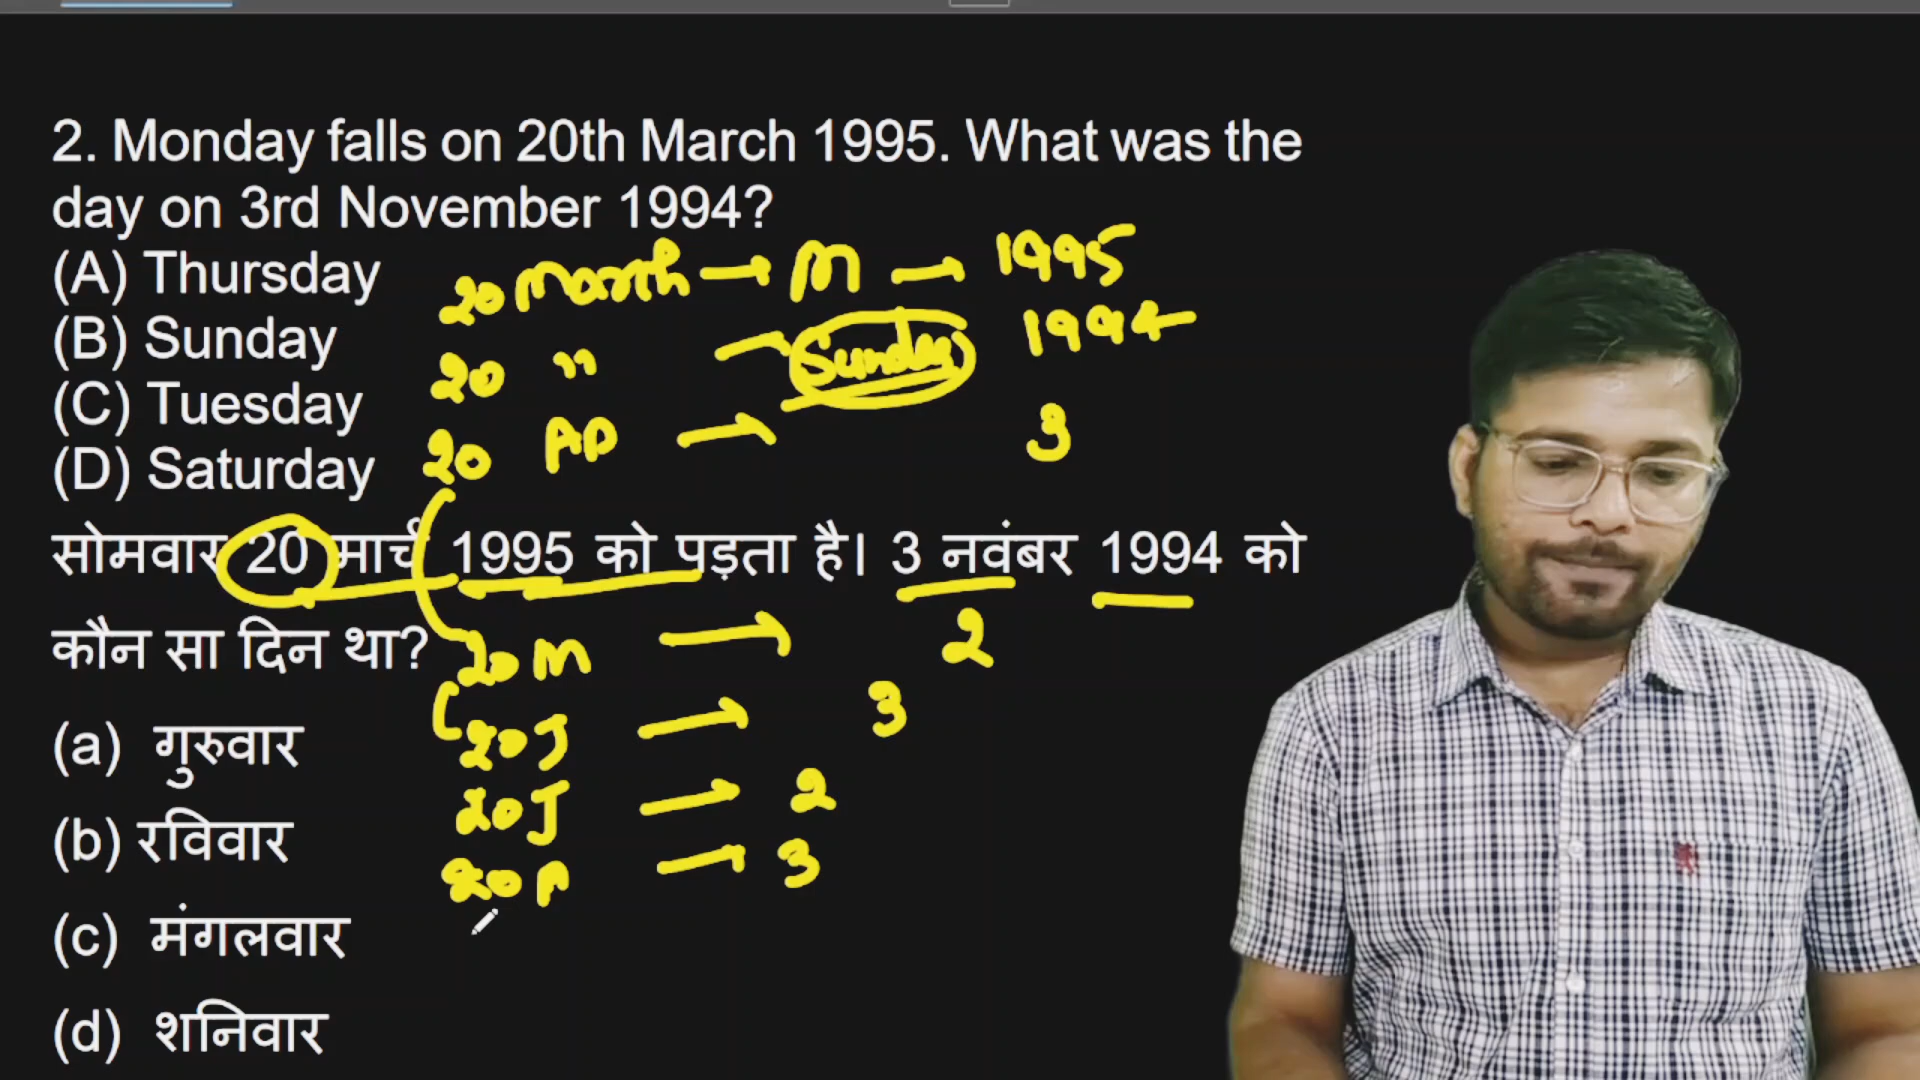 2. Monday falls on 20th March 1995. What was the
day on 3rd November 1994?
(A) Thursday
(B) Sunday
(C) Tuesday
(D) Saturday
20 March → M → 1995
20 " → Sunday 1994
20 AP → 3
सोमवार 20 मार्च 1995 को पड़ता है। 3 नवंबर 1994 को
कौन सा दिन था?
20 M → 2
20 J → 3
20 J → 2
20 A → 3
(a) गुरुवार
(b) रविवार
(c) मंगलवार
(d) शनिवार